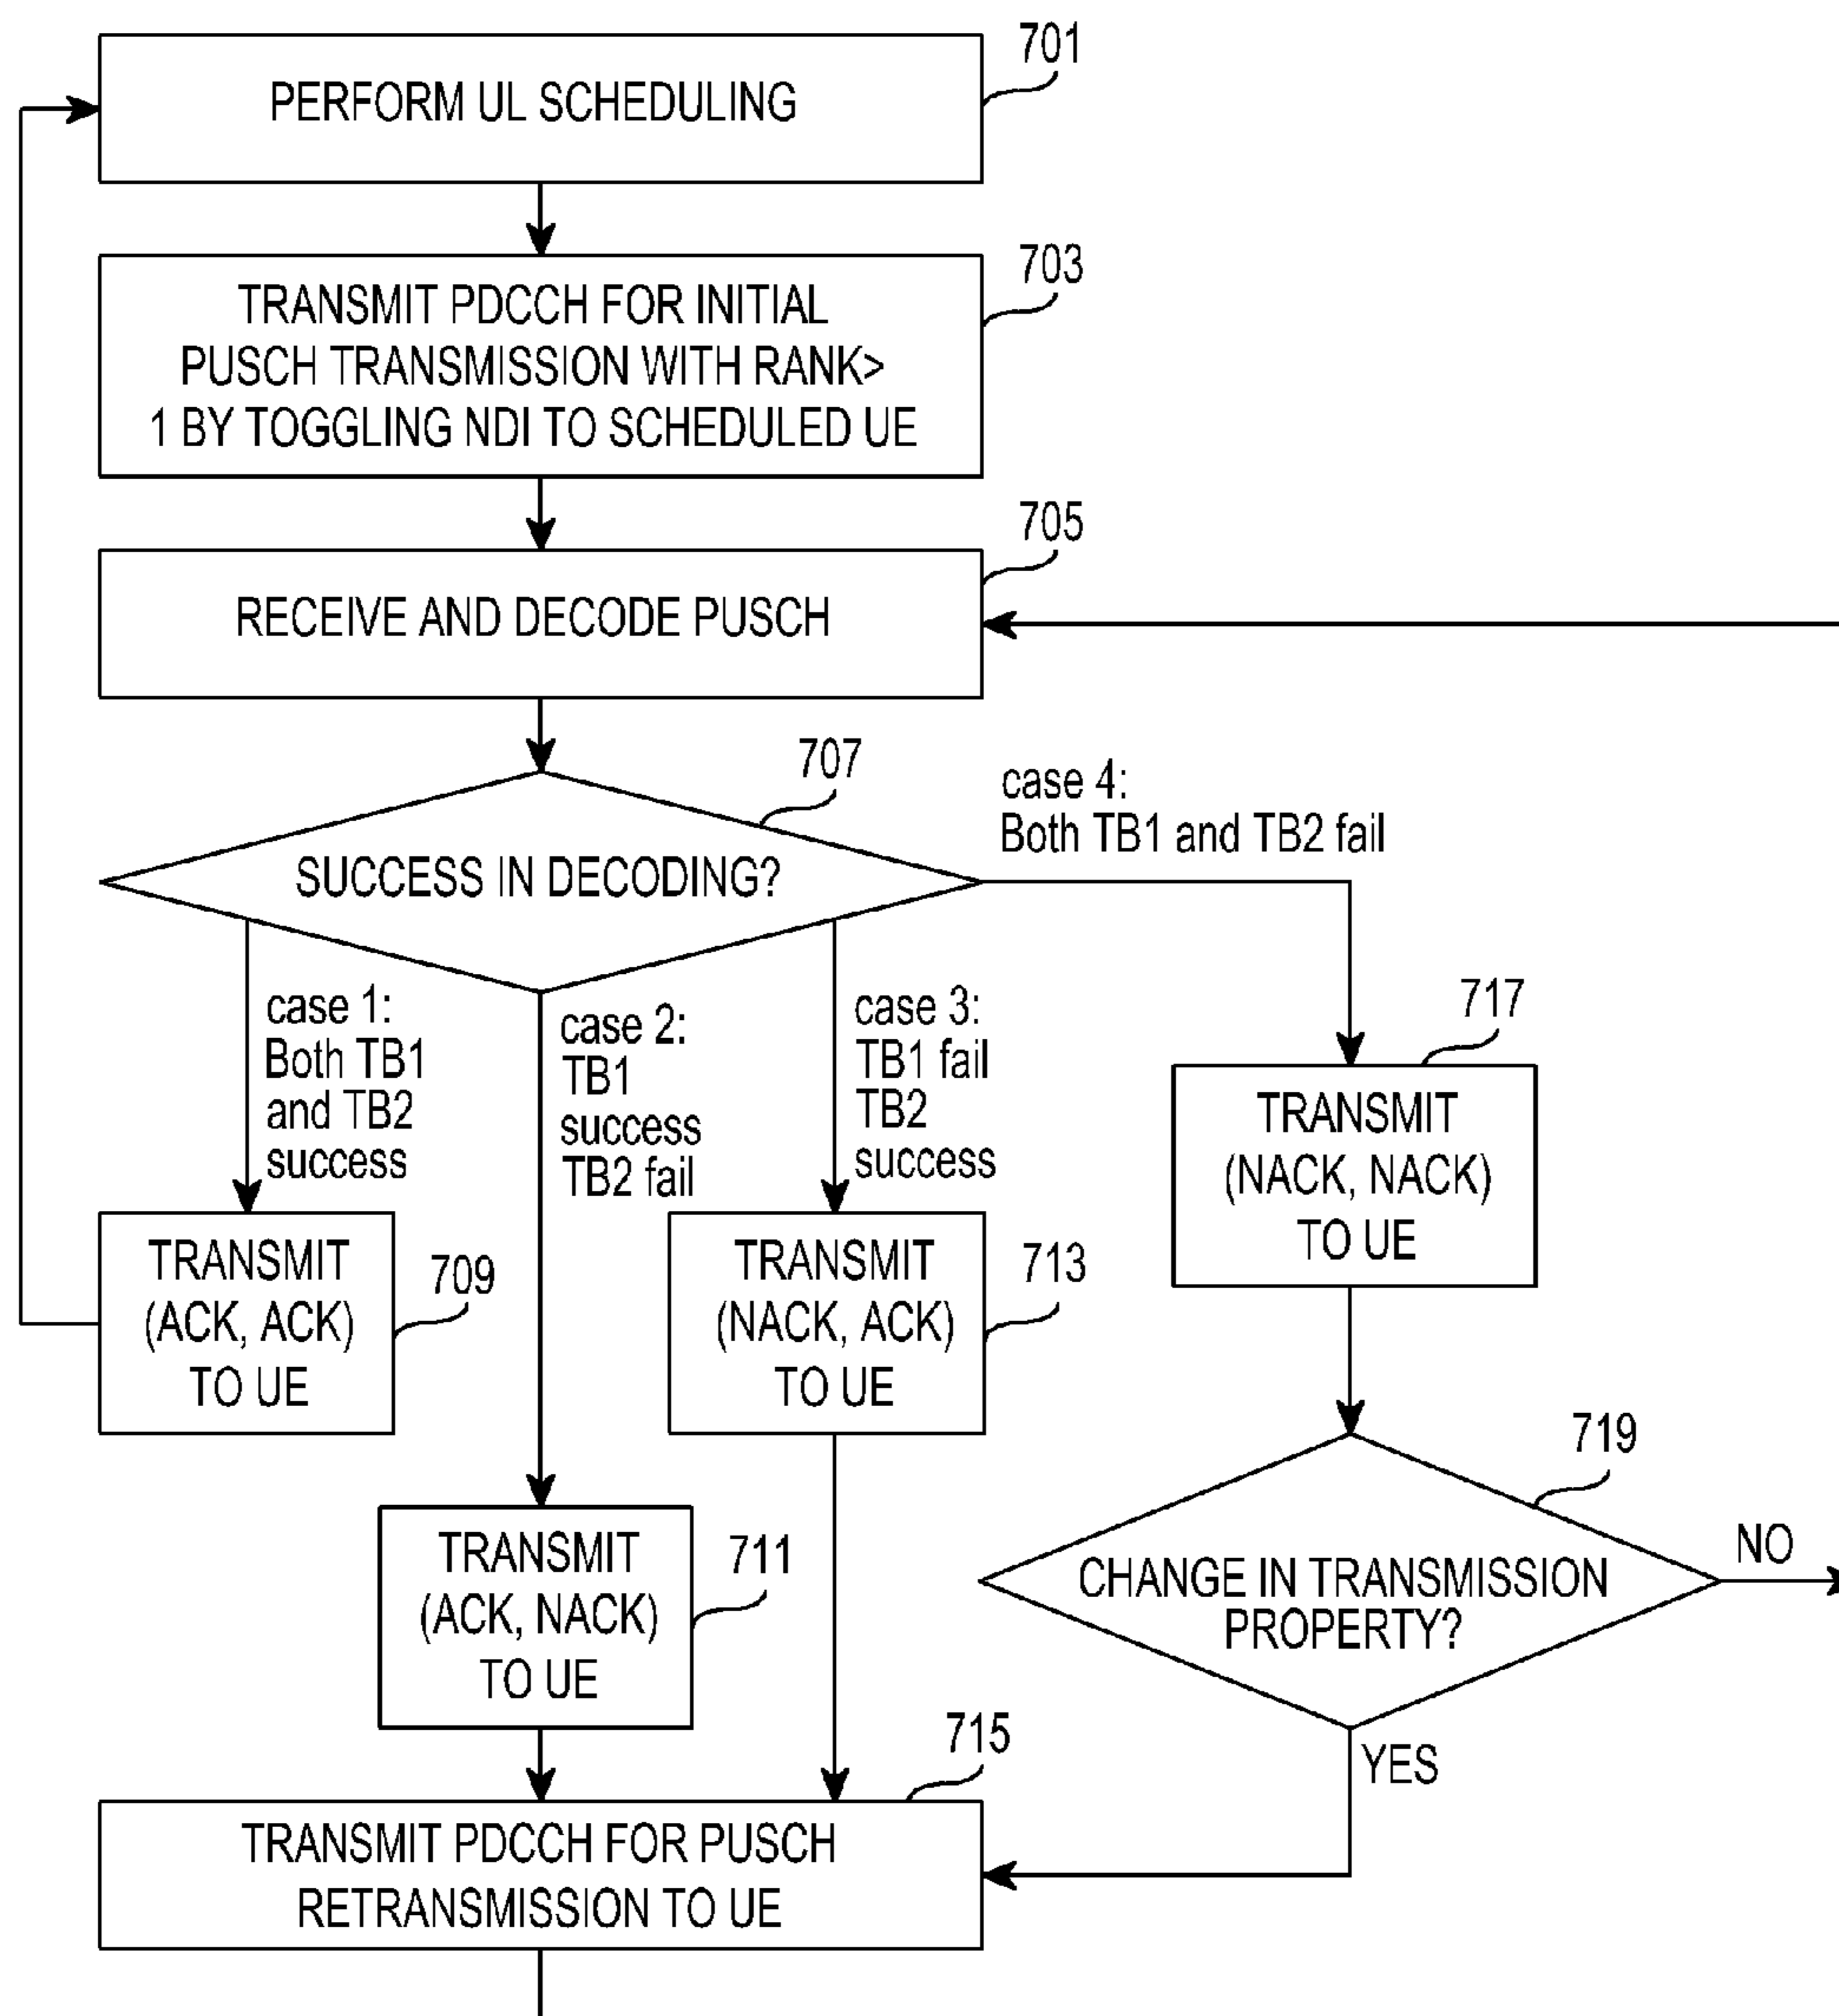 701
PERFORM UL SCHEDULING
703
TRANSMIT PDCCH FOR INITIAL
PUSCH TRANSMISSION WITH RANK>
1 BY TOGGLING NDI TO SCHEDULED UE
705
RECEIVE AND DECODE PUSCH
707
SUCCESS IN DECODING?
case 4:
Both TB1 and TB2 fail
case 1:
Both TB1
and TB2
success
case 2:
TB1
success
TB2 fail
case 3:
TB1 fail
TB2
success
717
TRANSMIT
(NACK, NACK)
TO UE
TRANSMIT
(ACK, ACK)
TO UE
709
TRANSMIT
(NACK, ACK)
TO UE
713
719
CHANGE IN TRANSMISSION
PROPERTY?
NO
YES
TRANSMIT
(ACK, NACK)
TO UE
711
715
TRANSMIT PDCCH FOR PUSCH
RETRANSMISSION TO UE